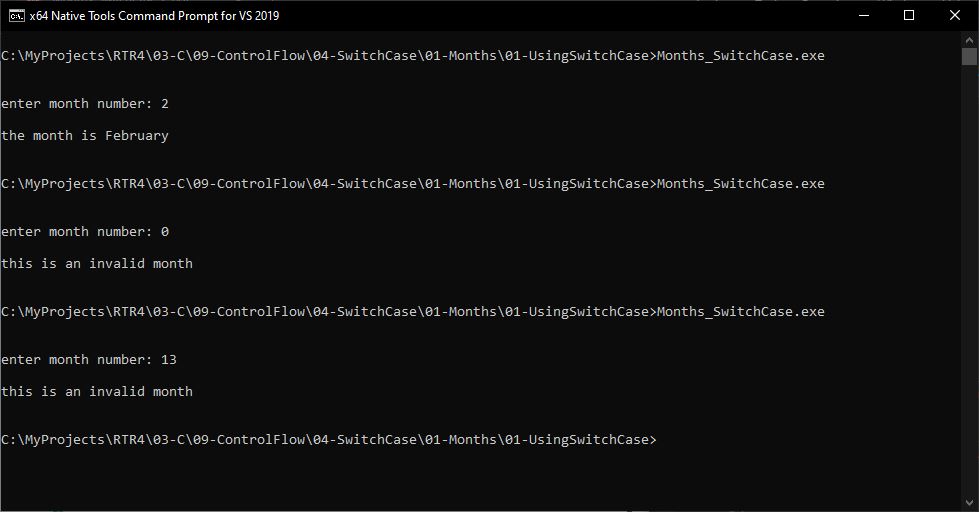 x64 Native Tools Command Prompt for VS 2019
C:\MyProjects\RTR4\03-C\09-ControlFlow\04-SwitchCase\01-Months\01-UsingSwitchCase>Months_SwitchCase.exe
enter month number: 2
the month is February
C:\MyProjects\RTR4\03-C\09-ControlFlow\04-SwitchCase\01-Months\01-UsingSwitchCase>Months_SwitchCase.exe
enter month number: 0
this is an invalid month
C:\MyProjects\RTR4\03-C\09-ControlFlow\04-SwitchCase\01-Months\01-UsingSwitchCase>Months_SwitchCase.exe
enter month number: 13
this is an invalid month
C:\MyProjects\RTR4\03-C\09-ControlFlow\04-SwitchCase\01-Months\01-UsingSwitchCase>